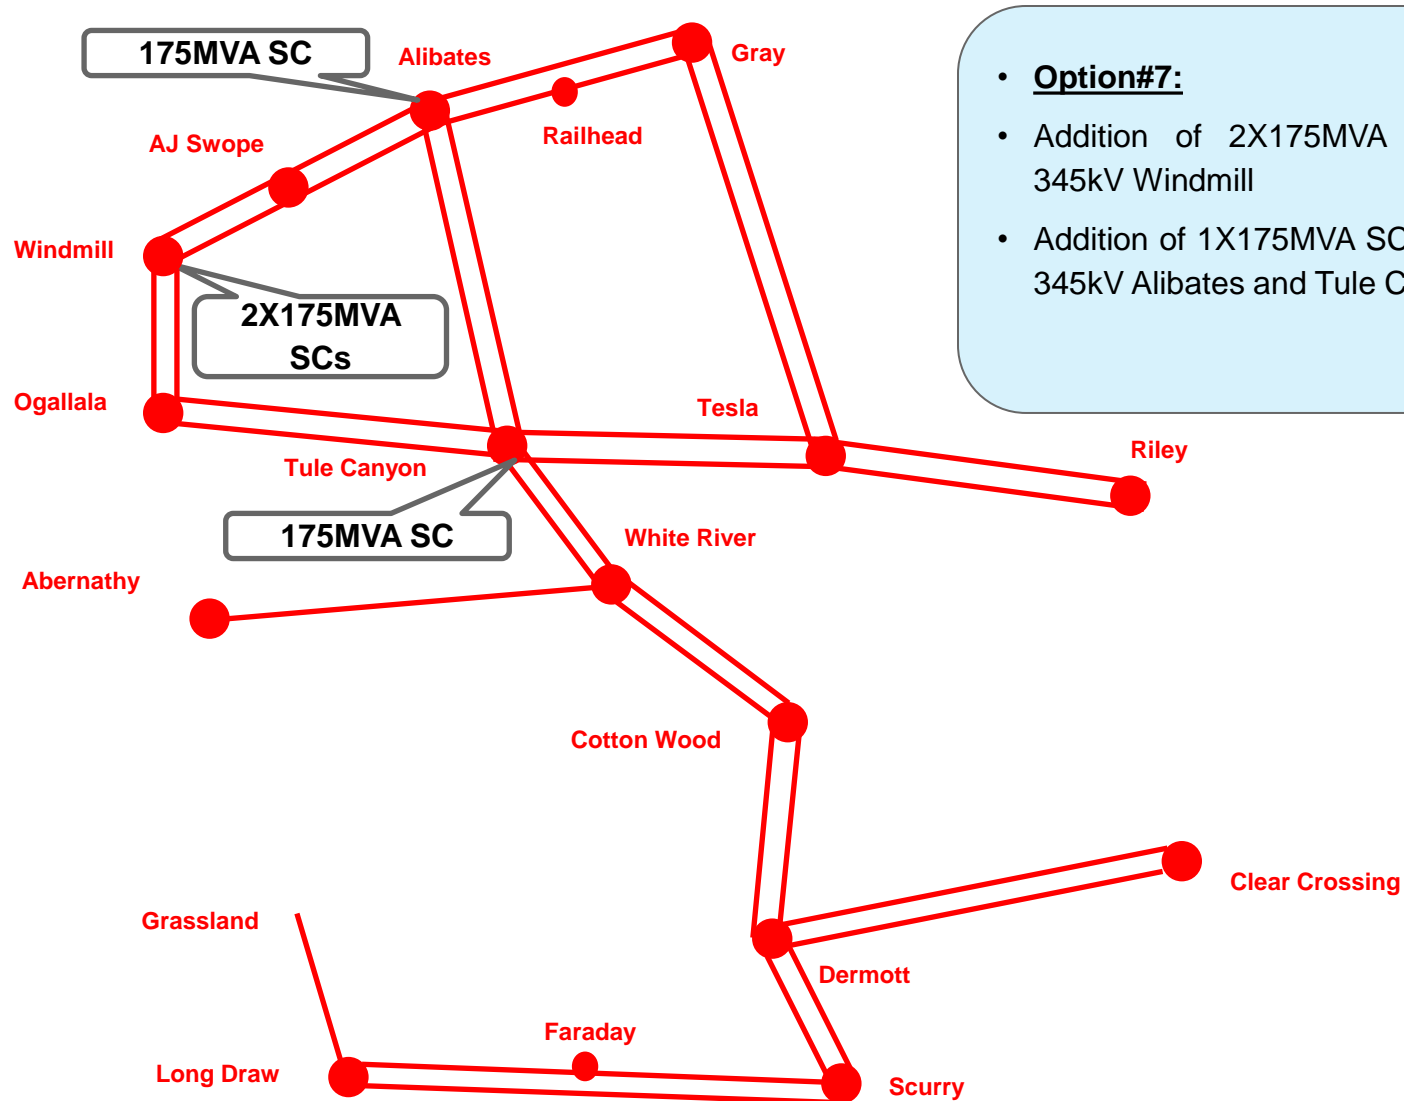 175MVA SC
Alibates
Gray
AJ Swope
Railhead
Windmill
2X175MVA
SCs
Ogallala
Tesla
Tule Canyon
Riley
175MVA SC
White River
Abernathy
Cotton Wood
Clear Crossing
Grassland
Dermott
Faraday
Long Draw
Scurry
• Option#7:
• Addition of 2X175MVA
345kV Windmill
• Addition of 1X175MVA SC
345kV Alibates and Tule C